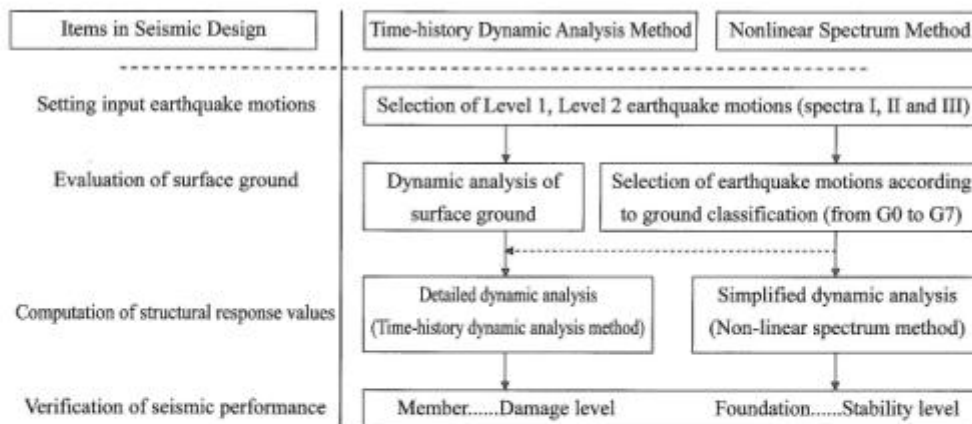 Items in Seismic Design
Time-history Dynamic Analysis Method
Nonlinear Spectrum Method
Setting input earthquake motions
Selection of Level 1, Level 2 earthquake motions (spectra I, II and III)
Evaluation of surface ground
Dynamic analysis of
surface ground
Selection of earthquake motions according
to ground classification (from G0 to G7)
Computation of structural response values
Detailed dynamic analysis
(Time-history dynamic analysis method)
Simplified dynamic analysis
(Non-linear spectrum method)
Verification of seismic performance
Member......Damage level
Foundation......Stability level